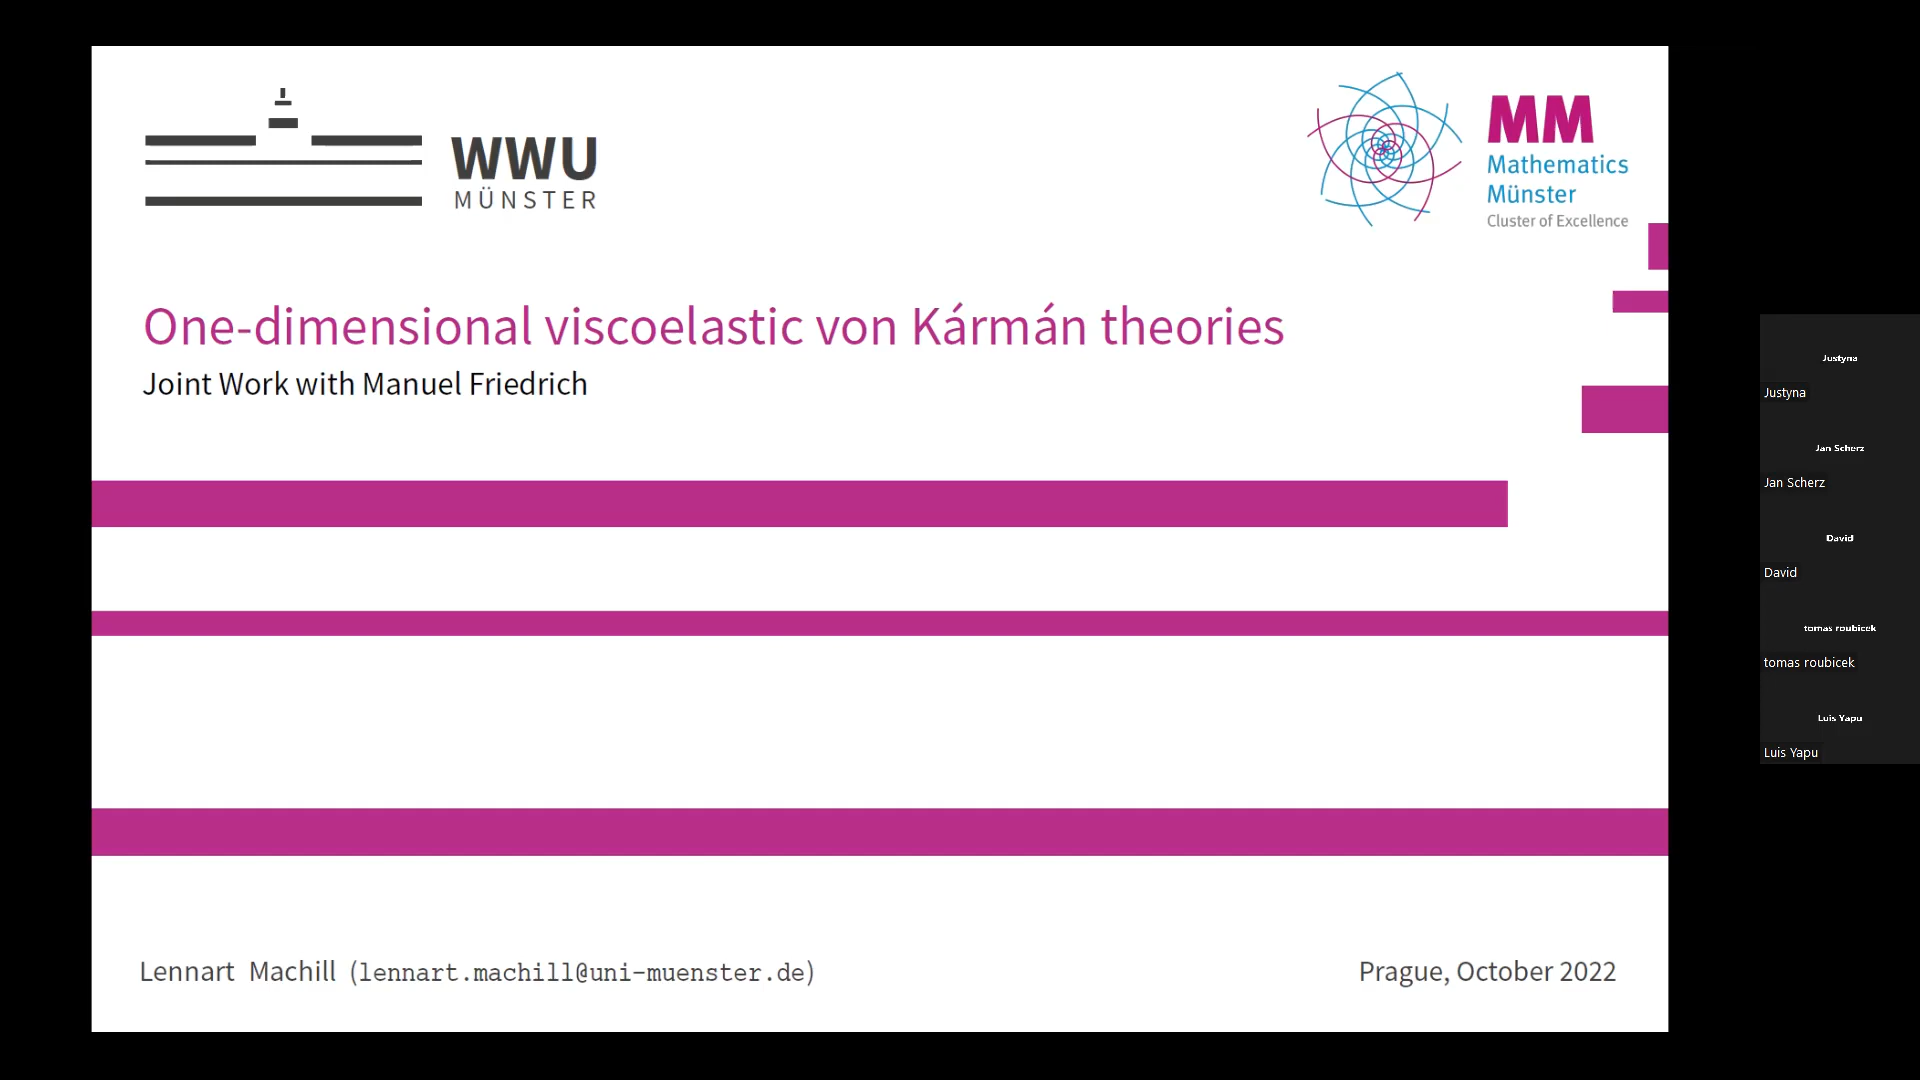 WWU
MÜNSTER
MM
Mathematics
Münster
Cluster of Excellence
One-dimensional viscoelastic von Kármán theories
Joint Work with Manuel Friedrich
Lennart Machill (lennart.machill@uni-muenster.de)
Prague, October 2022
Justyna
Justyna
Jan Scherz
Jan Scherz
David
David
tomas roubicek
tomas roubicek
Luis Yapu
Luis Yapu